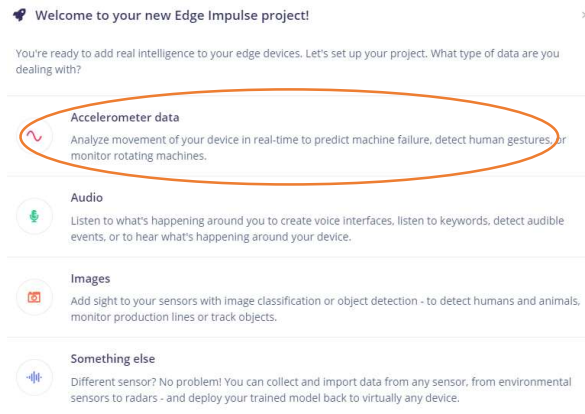 Welcome to your new Edge Impulse project!
You're ready to add real intelligence to your edge devices. Let's set up your project. What type of data are you
dealing with?
Accelerometer data
Analyze movement of your device in real-time to predict machine failure, detect human gestures, or
monitor rotating machines.
Audio
Listen to what's happening around you to create voice interfaces, listen to keywords, detect audible
events, or to hear what's happening around your device.
Images
Add sight to your sensors with image classification or object detection - to detect humans and animals,
monitor production lines or track objects.
Something else
Different sensor? No problem! You can collect and import data from any sensor, from environmental
sensors to radars - and deploy your trained model back to virtually any device.